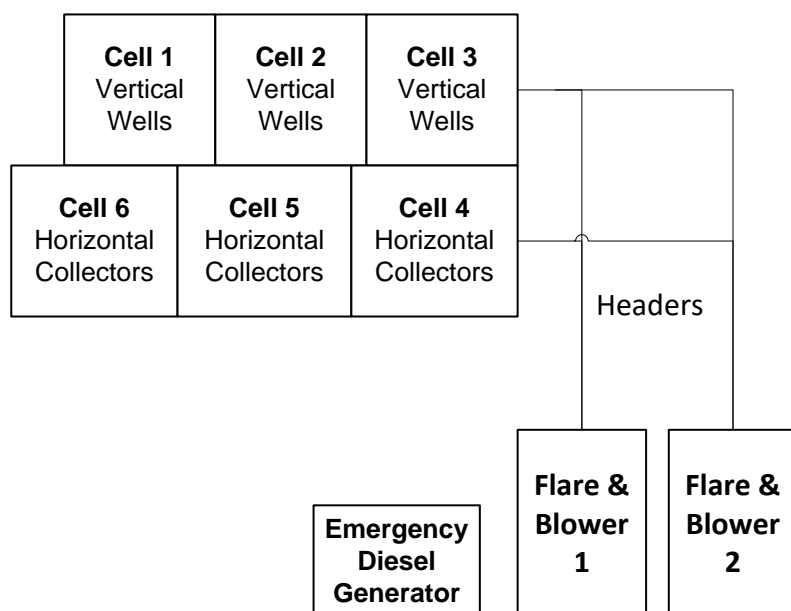 Cell 1
Vertical
Wells
Cell 2
Vertical
Wells
Cell 3
Vertical
Wells
Cell 6
Horizontal
Collectors
Cell 5
Horizontal
Collectors
Cell 4
Horizontal
Collectors
Headers
Flare &
Blower
1
Flare &
Blower
2
Emergency
Diesel
Generator